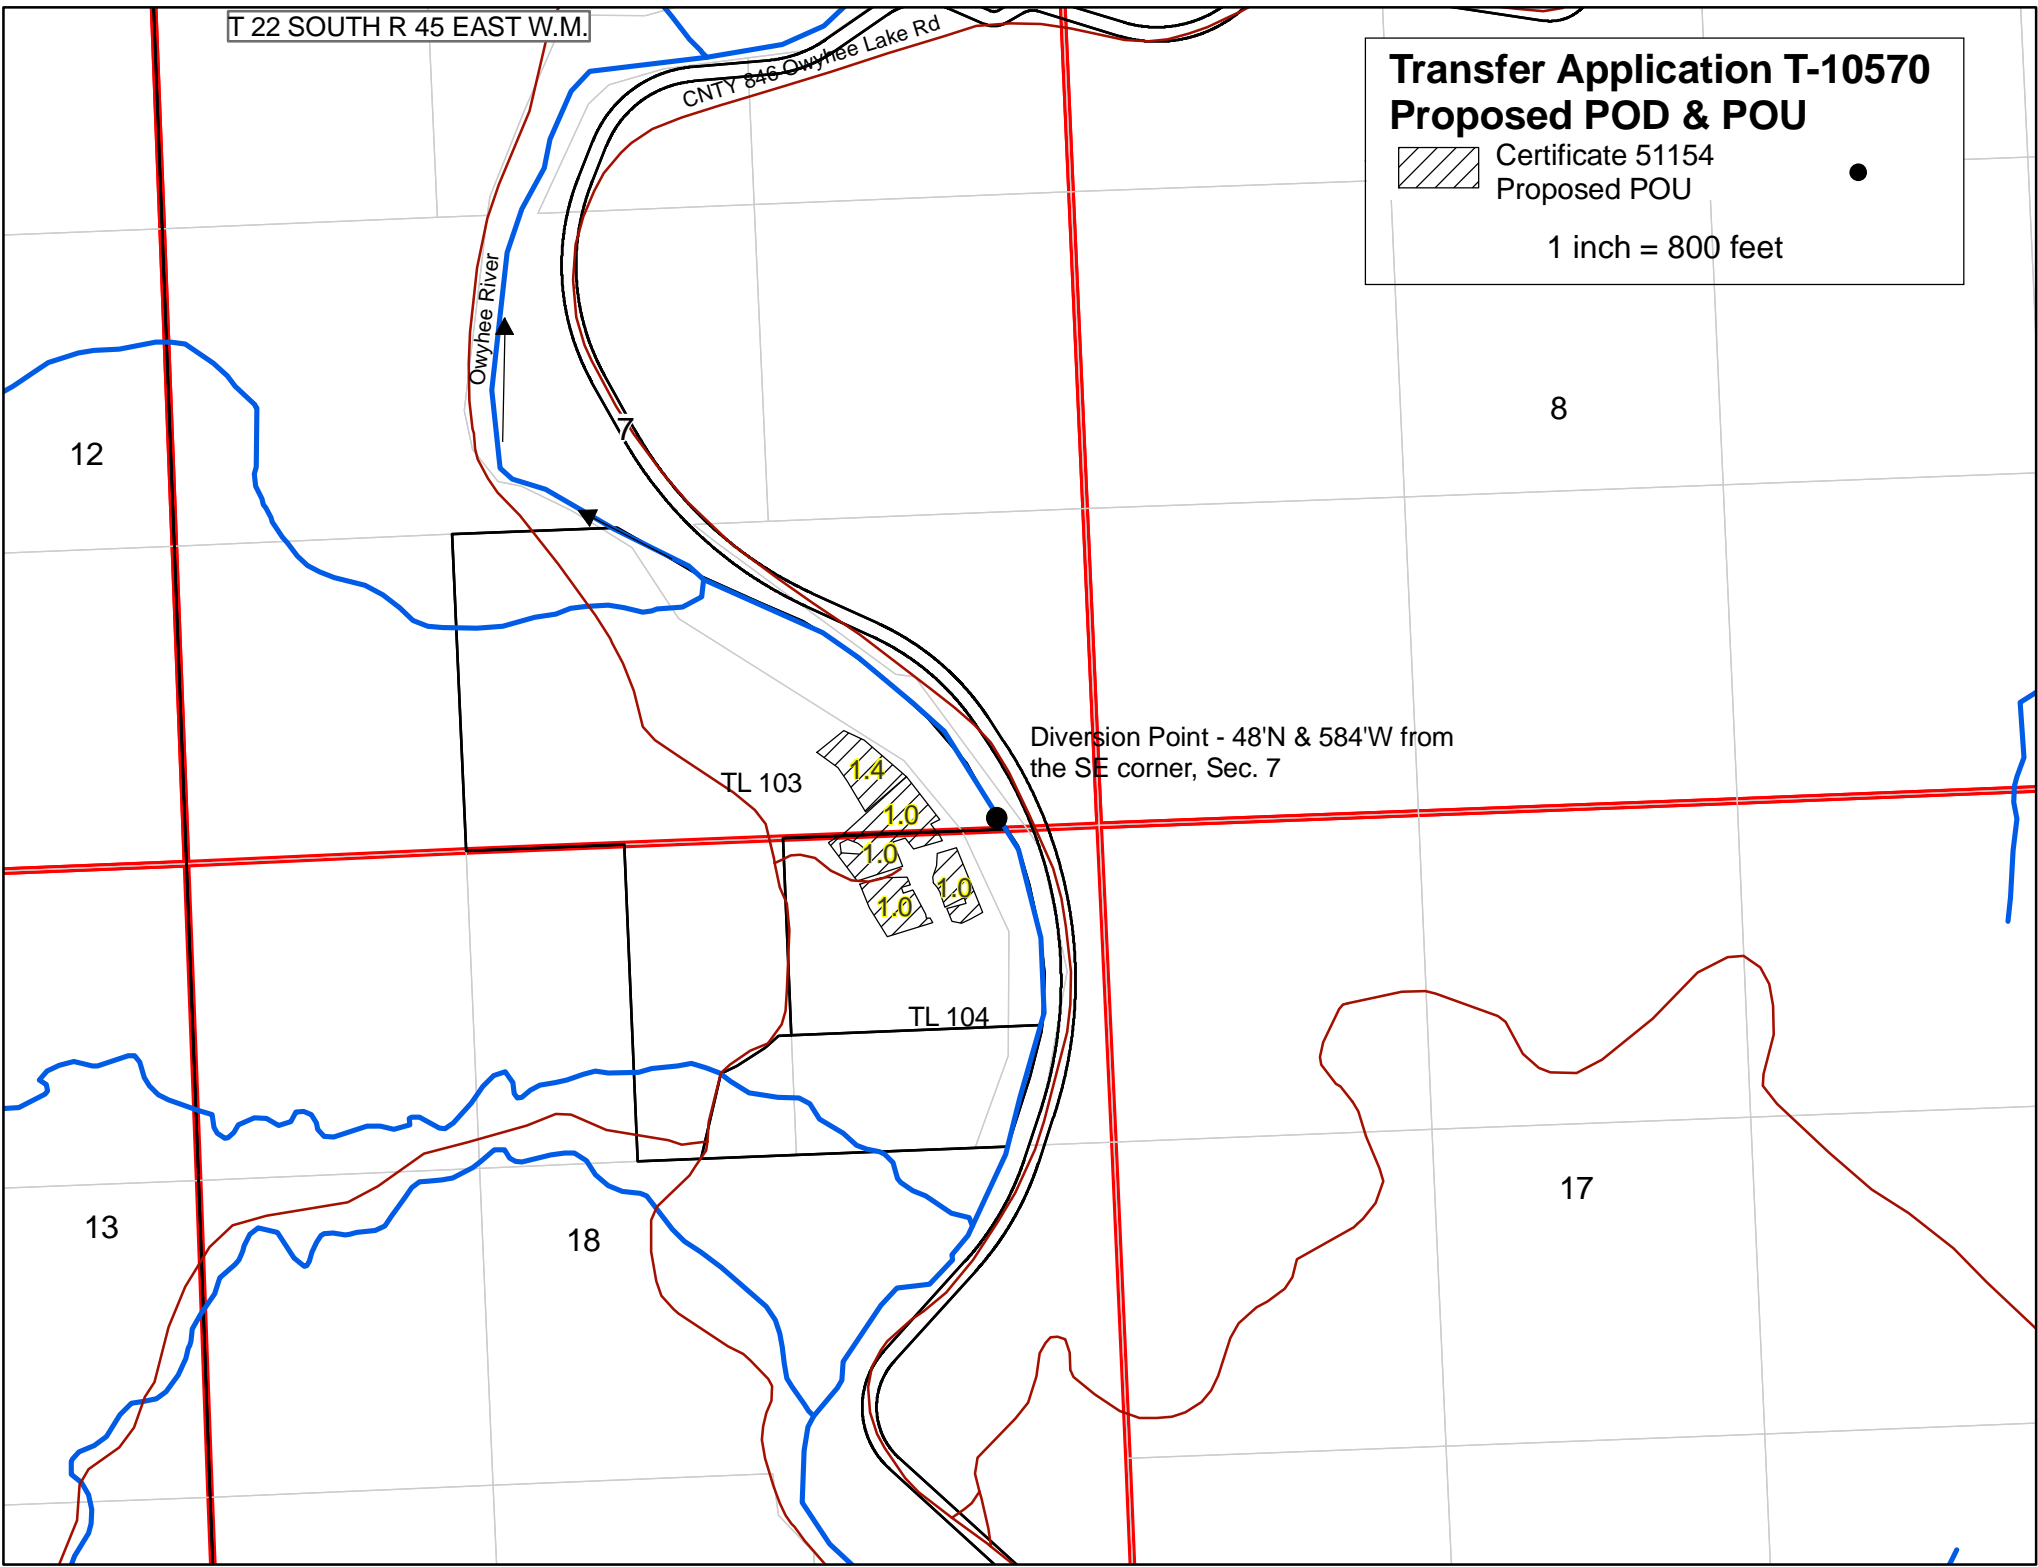 T 22 SOUTH R 45 EAST W.M.
CNTY 846 Owyhee Lake Rd
Transfer Application T-10570
Proposed POD & POU
Certificate 51154
Proposed POU
1 inch = 800 feet
Owyhee River
7
8
12
Diversion Point - 48'N & 584'W from
the SE corner, Sec. 7
TL 103
1.4
1.0
1.0
1.0
1.0
TL 104
13
18
17